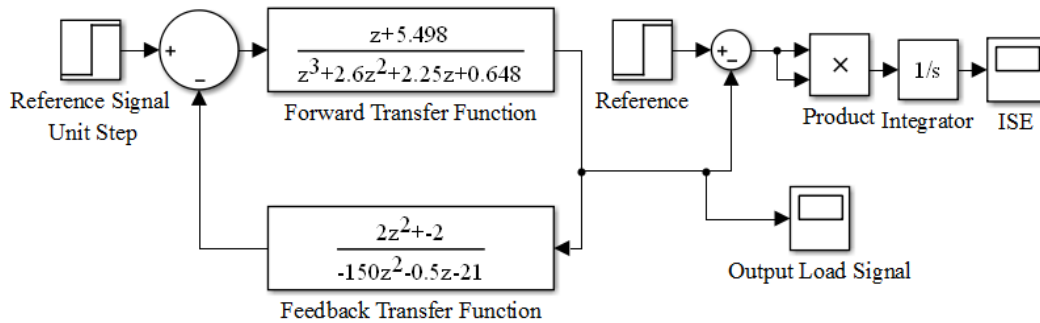 +
-
z+5.498
z³+2.6z²+2.25z+0.648
Reference Signal
Unit Step
Forward Transfer Function
2z²+-2
-150z²-0.5z-21
Feedback Transfer Function
+
-
Reference
×
Product
1/s
Integrator
ISE
Output Load Signal